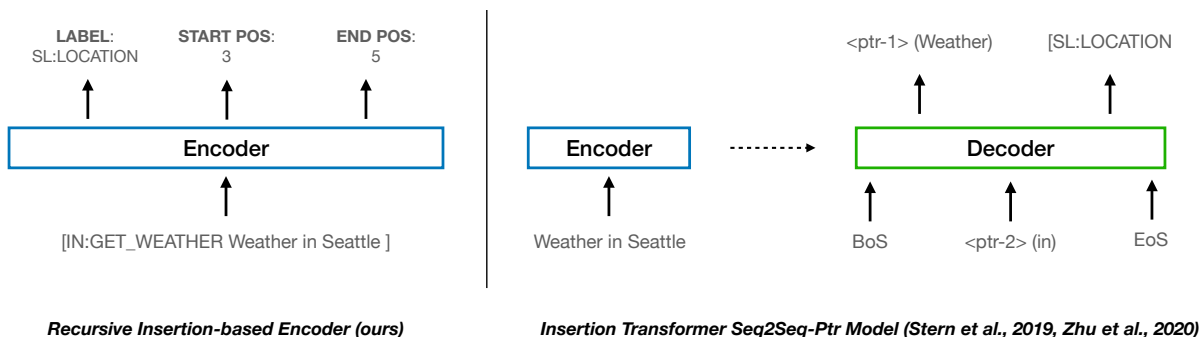 LABEL: START POS: END POS:
SL:LOCATION 3 5
Encoder
[IN:GET_WEATHER Weather in Seattle ]
Recursive Insertion-based Encoder (ours)
<ptr-1> (Weather) [SL:LOCATION
Encoder Decoder
Weather in Seattle BoS <ptr-2> (in) EoS
Insertion Transformer Seq2Seq-Ptr Model (Stern et al., 2019, Zhu et al., 2020)